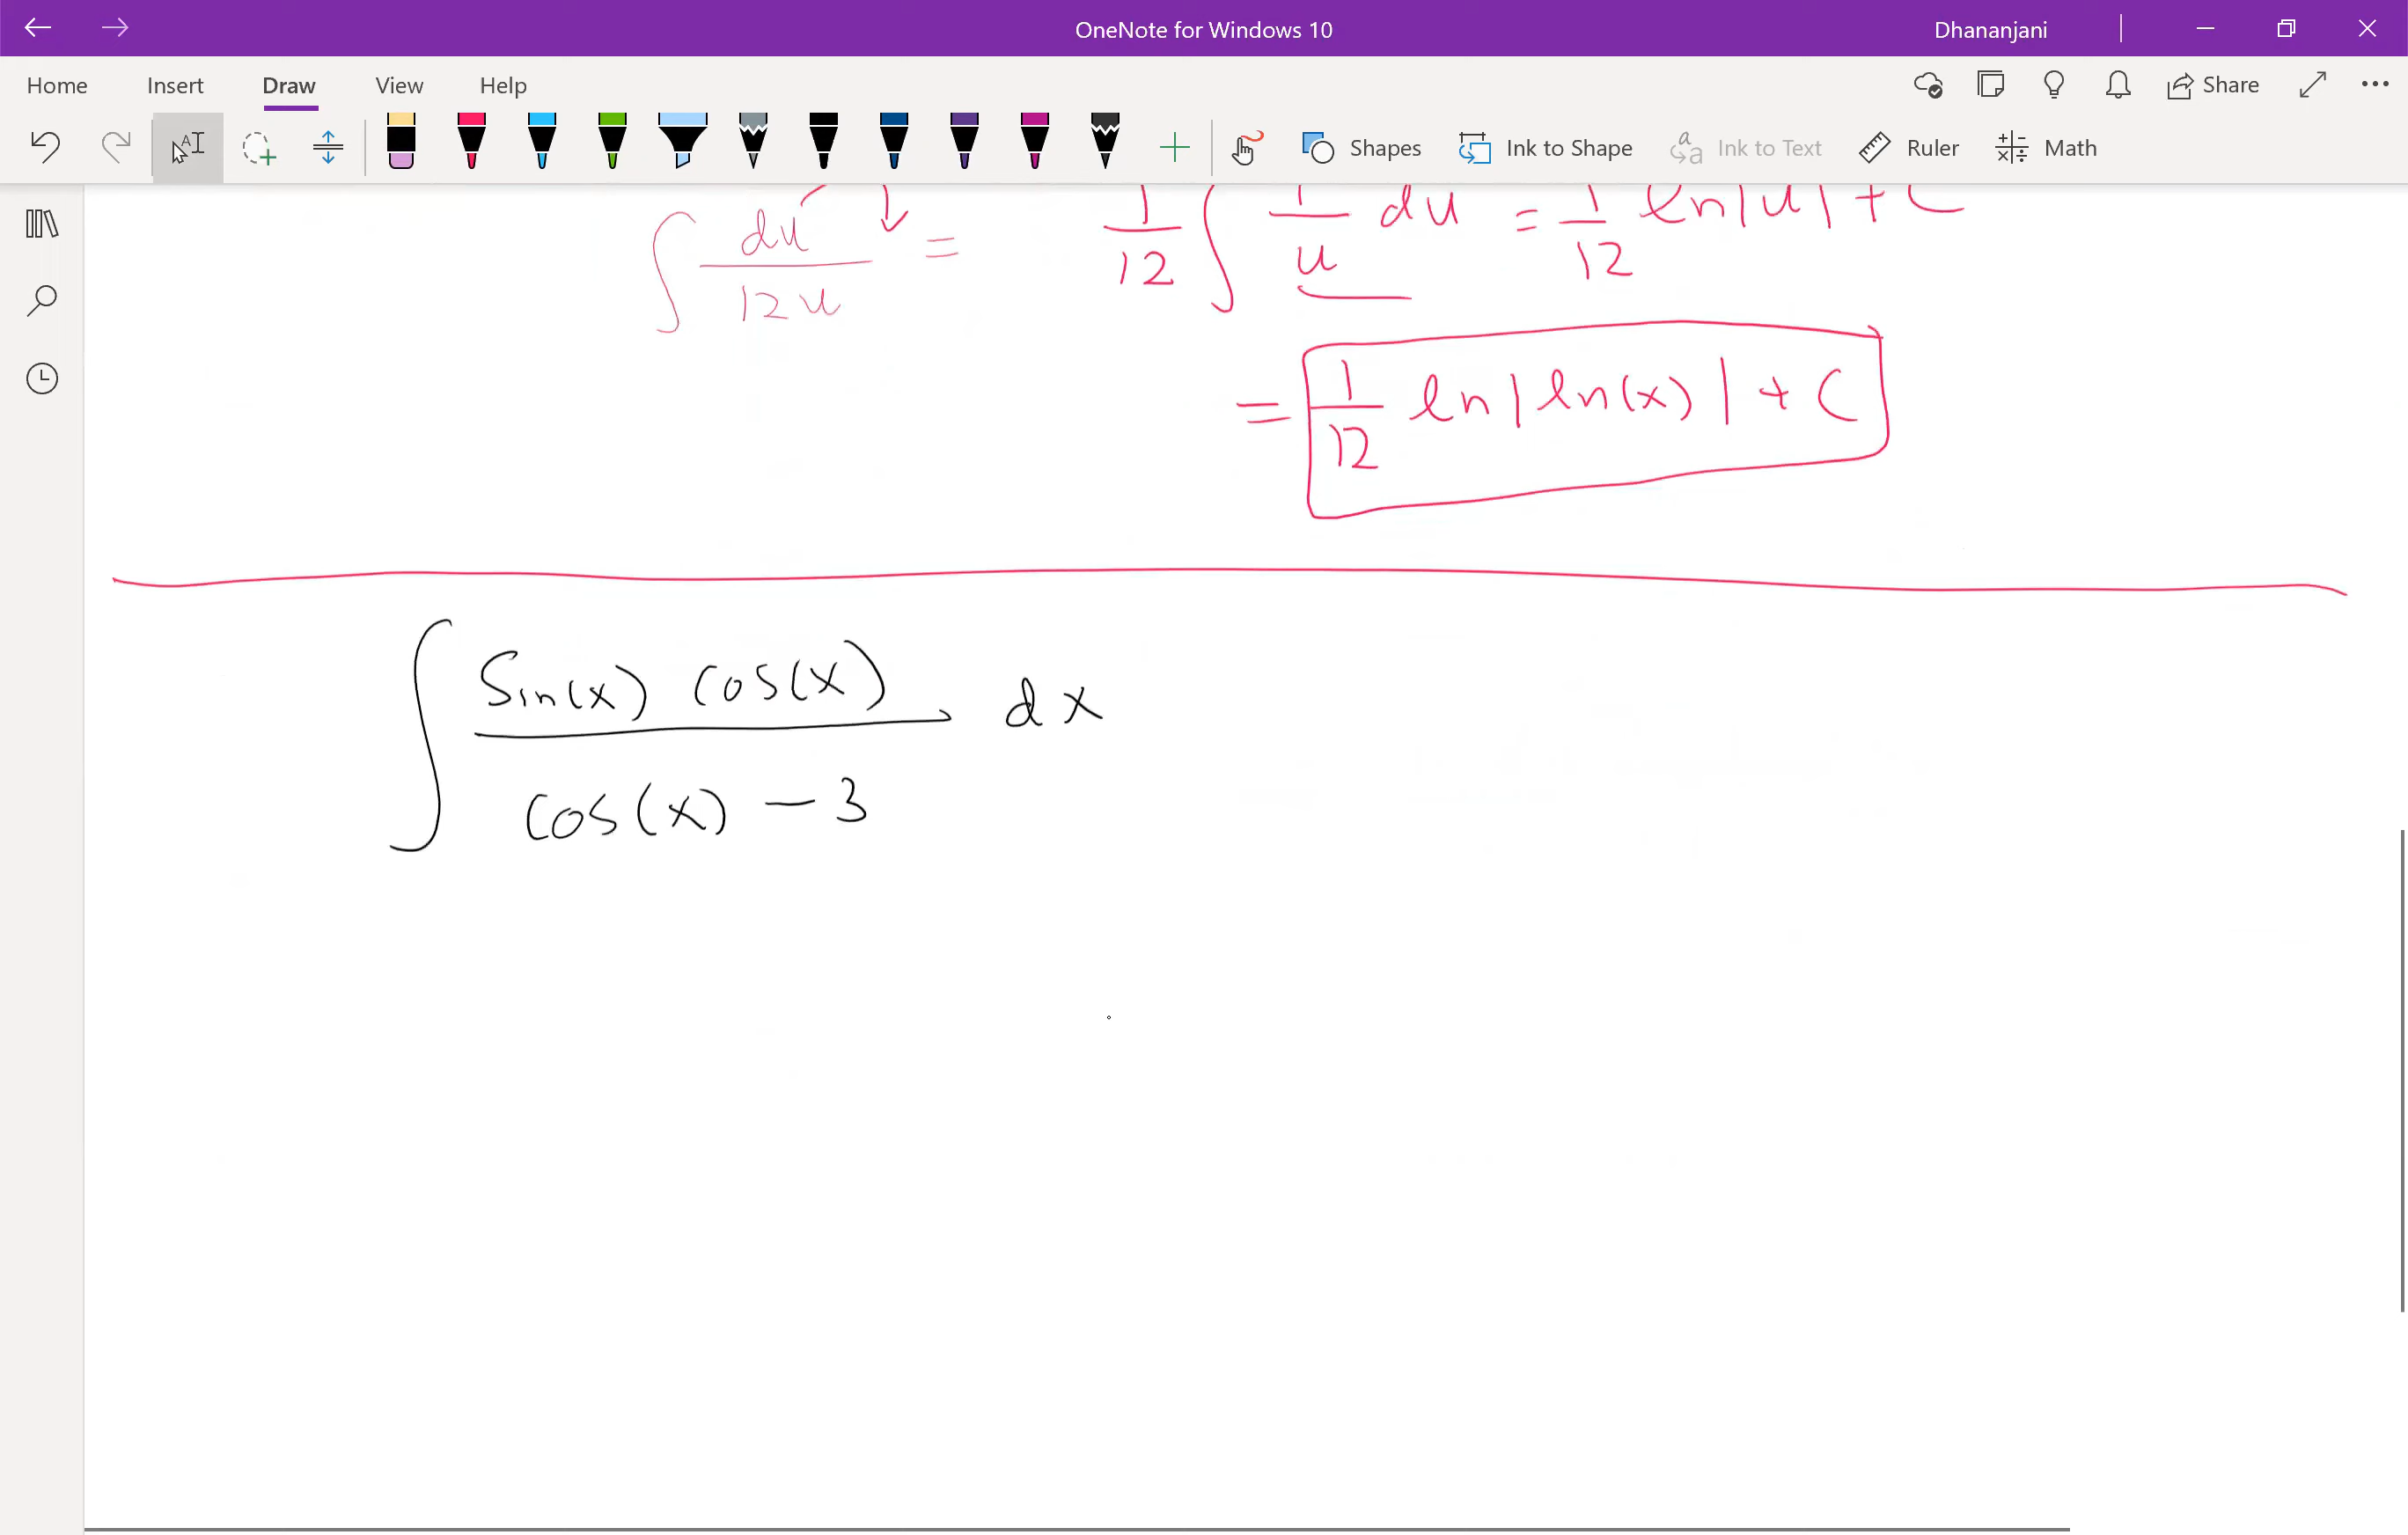 OneNote for Windows 10 Dhananjani
Home Insert Draw View Help Share
Shapes Ink to Shape Ink to Text Ruler Math
∫ du / 12u = 1/12 ∫ 1/u du = 1/12 ln|u| + C
= 1/12 ln|ln(x)| + C
∫ Sin(x) cos(x) / cos(x) - 3 dx